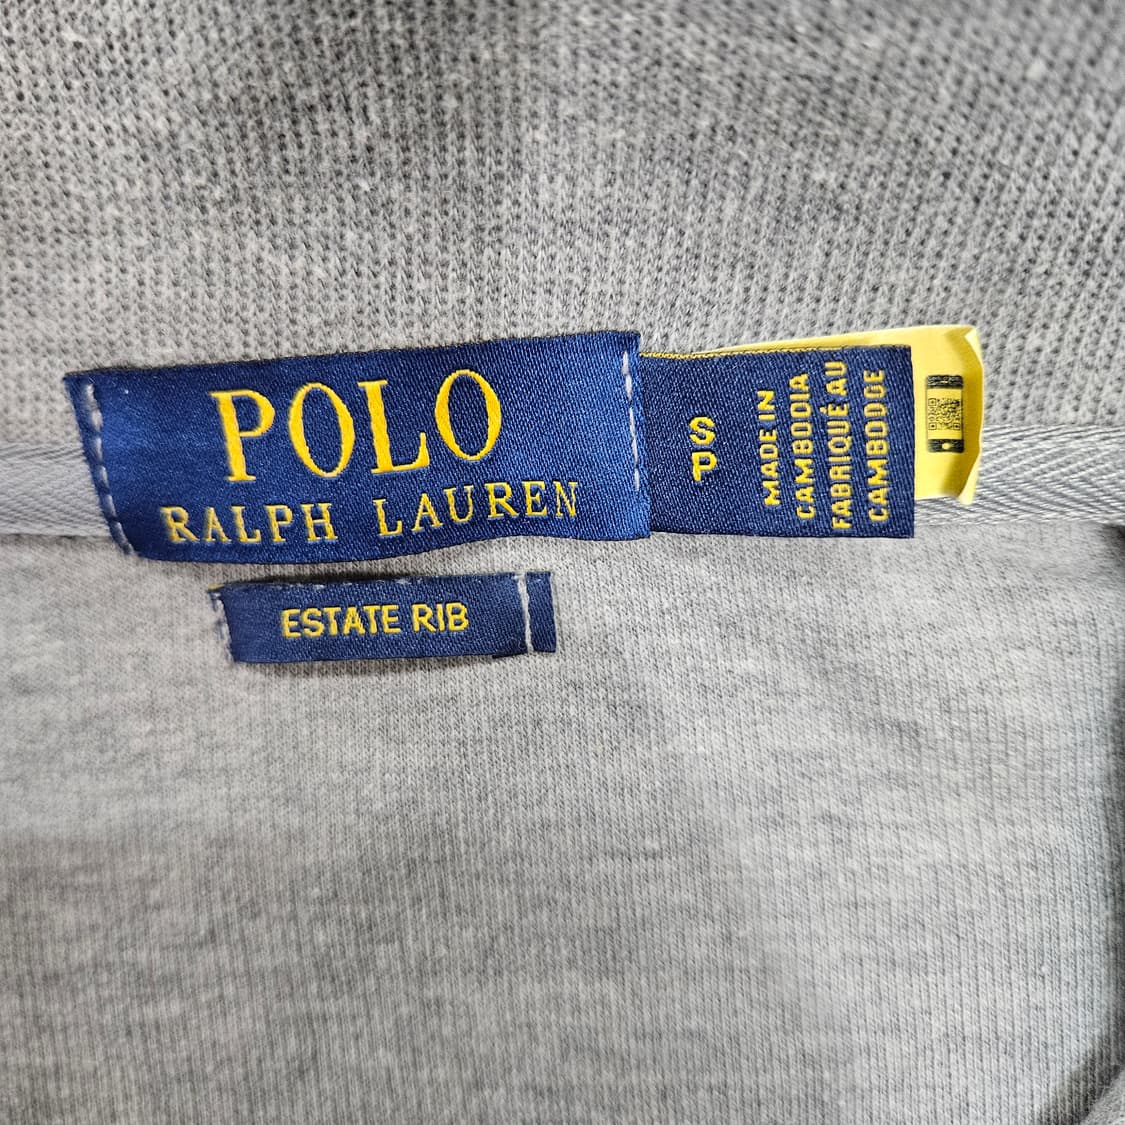 POLO
RALPH LAUREN
S
P
MADE IN
CAMBODIA
FABRIQUÉ AU
CAMBODGE
ESTATE RIB